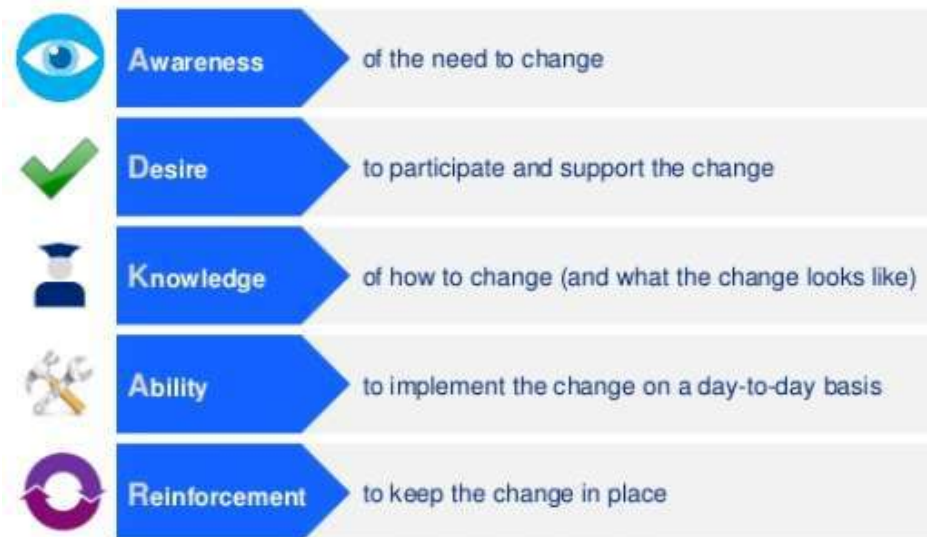 Awareness of the need to change
Desire to participate and support the change
Knowledge of how to change (and what the change looks like)
Ability to implement the change on a day-to-day basis
Reinforcement to keep the change in place